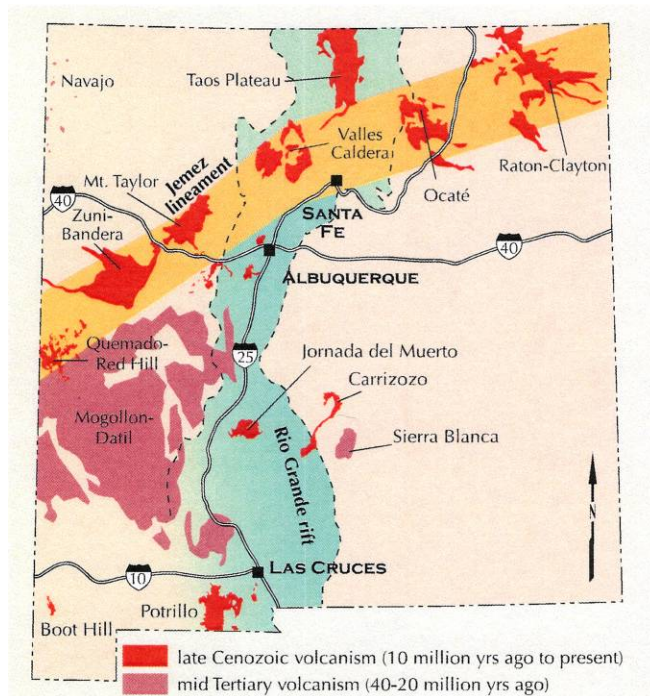 Navajo
Taos Plateau
Valles
Caldera
Raton-Clayton
Ocaté
Jemez
lineament
Mt. Taylor
40
Zuni-
Bandera
SANTA
FE
40
ALBUQUERQUE
Quemado-
Red Hill
25
Jornada del Muerto
Carrizozo
Mogollon-
Datil
Sierra Blanca
Rio Grande rift
N
LAS CRUCES
10
Potrillo
Boot Hill
late Cenozoic volcanism (10 million yrs ago to present)
mid Tertiary volcanism (40-20 million yrs ago)